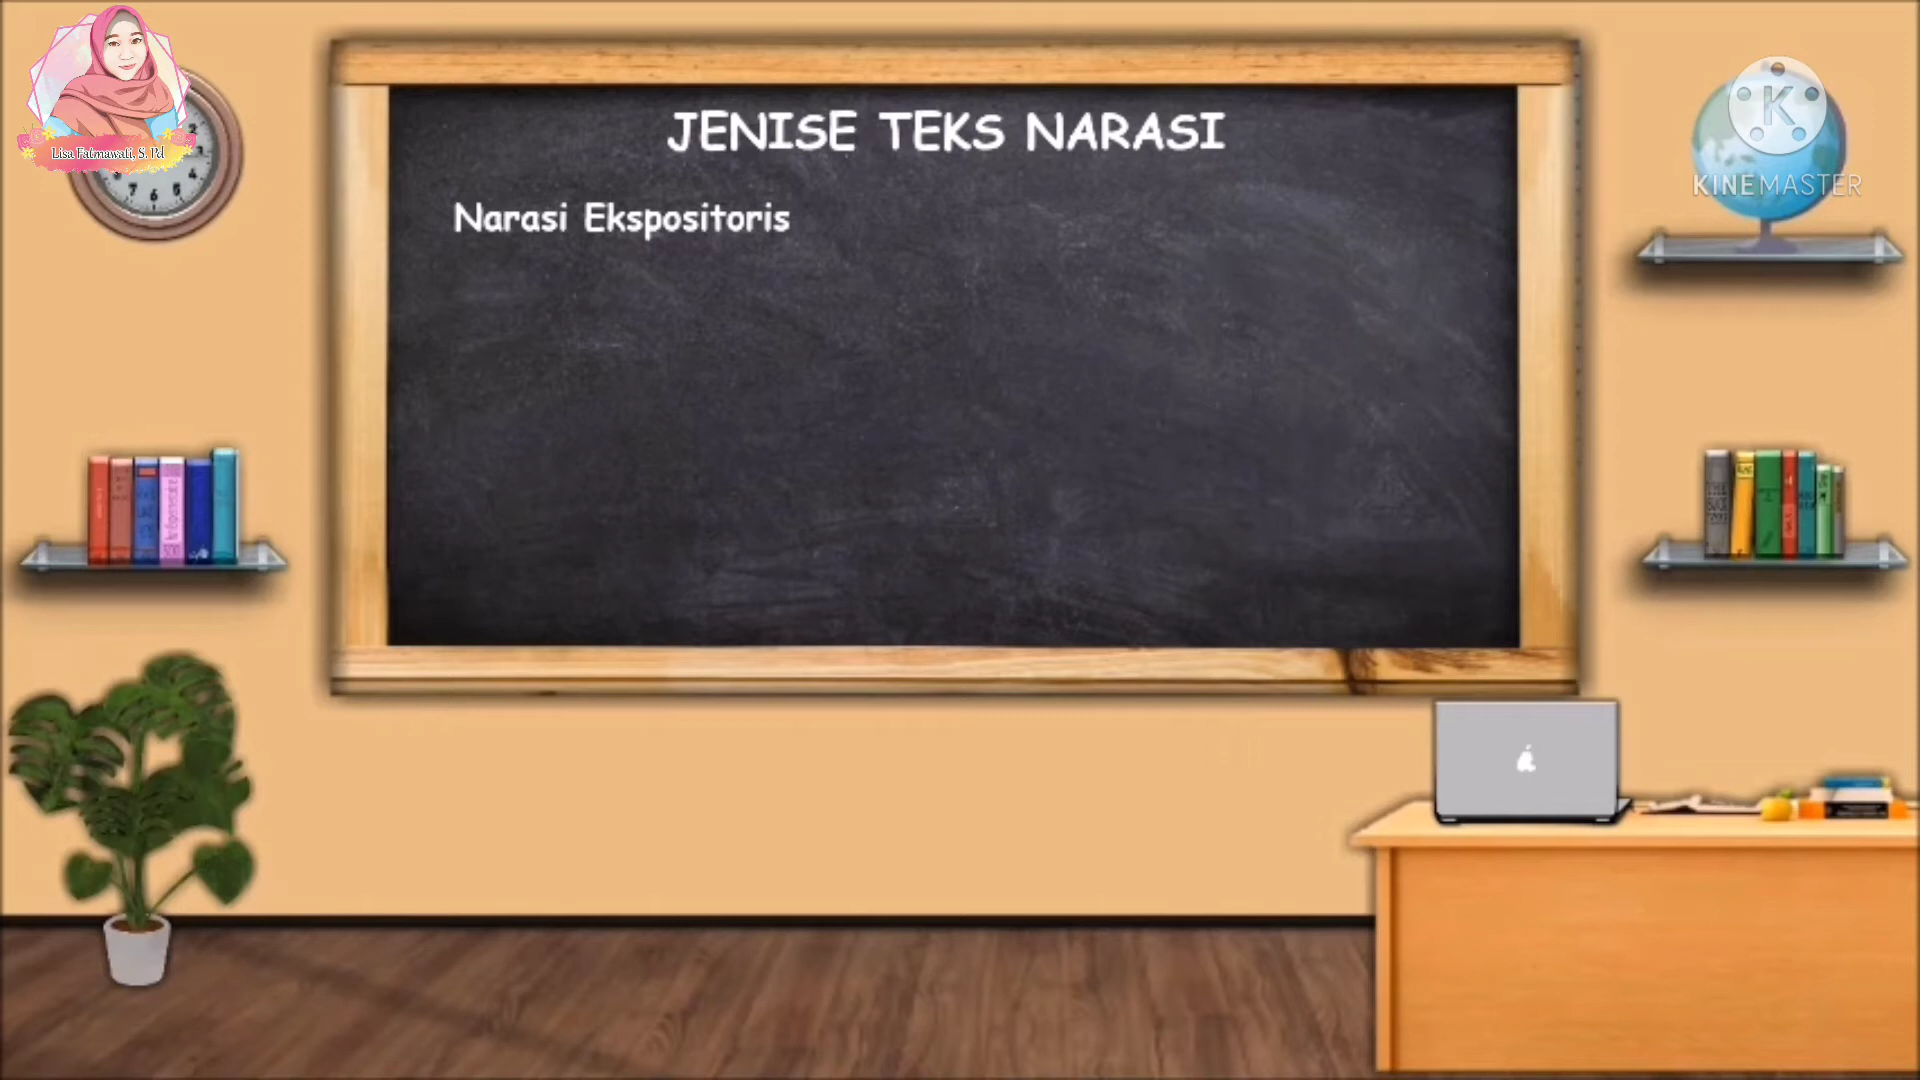 JENISE TEKS NARASI
Narasi Ekspositoris
Lisa Fatmawati, S. Pd
KINEMASTER